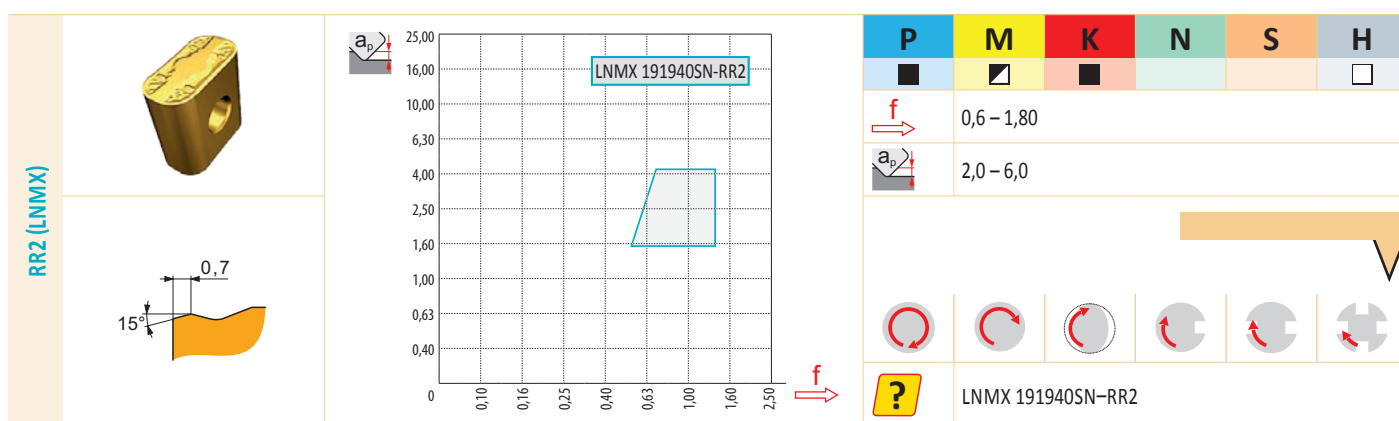 RR2 (LNMX)
0,7
15°
ap
25,00
16,00
10,00
6,30
4,00
2,50
1,60
1,00
0,63
0,40
0
LNMX 191940SN-RR2
0,10 0,16 0,25 0,40 0,63 1,00 1,60 2,50
f
P M K N S H
f
0,6 – 1,80
ap
2,0 – 6,0
?
LNMX 191940SN–RR2